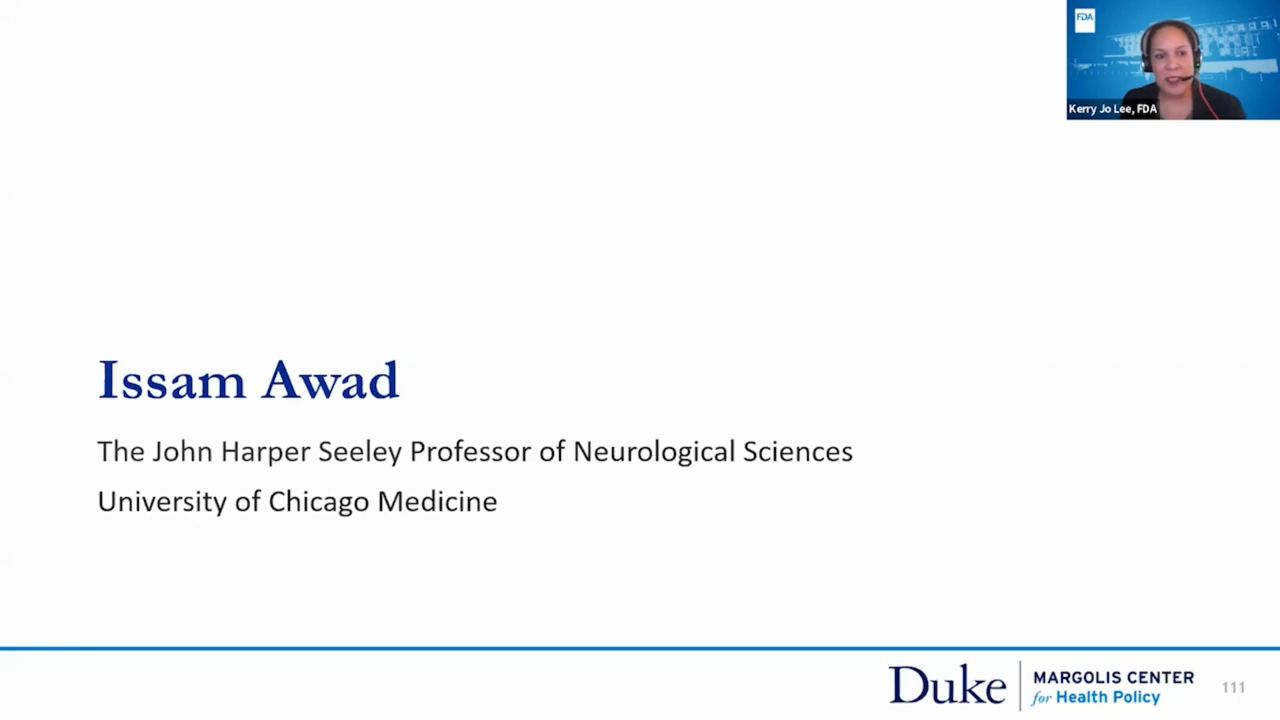 FDA
Kerry Jo Lee, FDA
Issam Awad
The John Harper Seeley Professor of Neurological Sciences
University of Chicago Medicine
Duke
MARGOLIS CENTER
for Health Policy
111